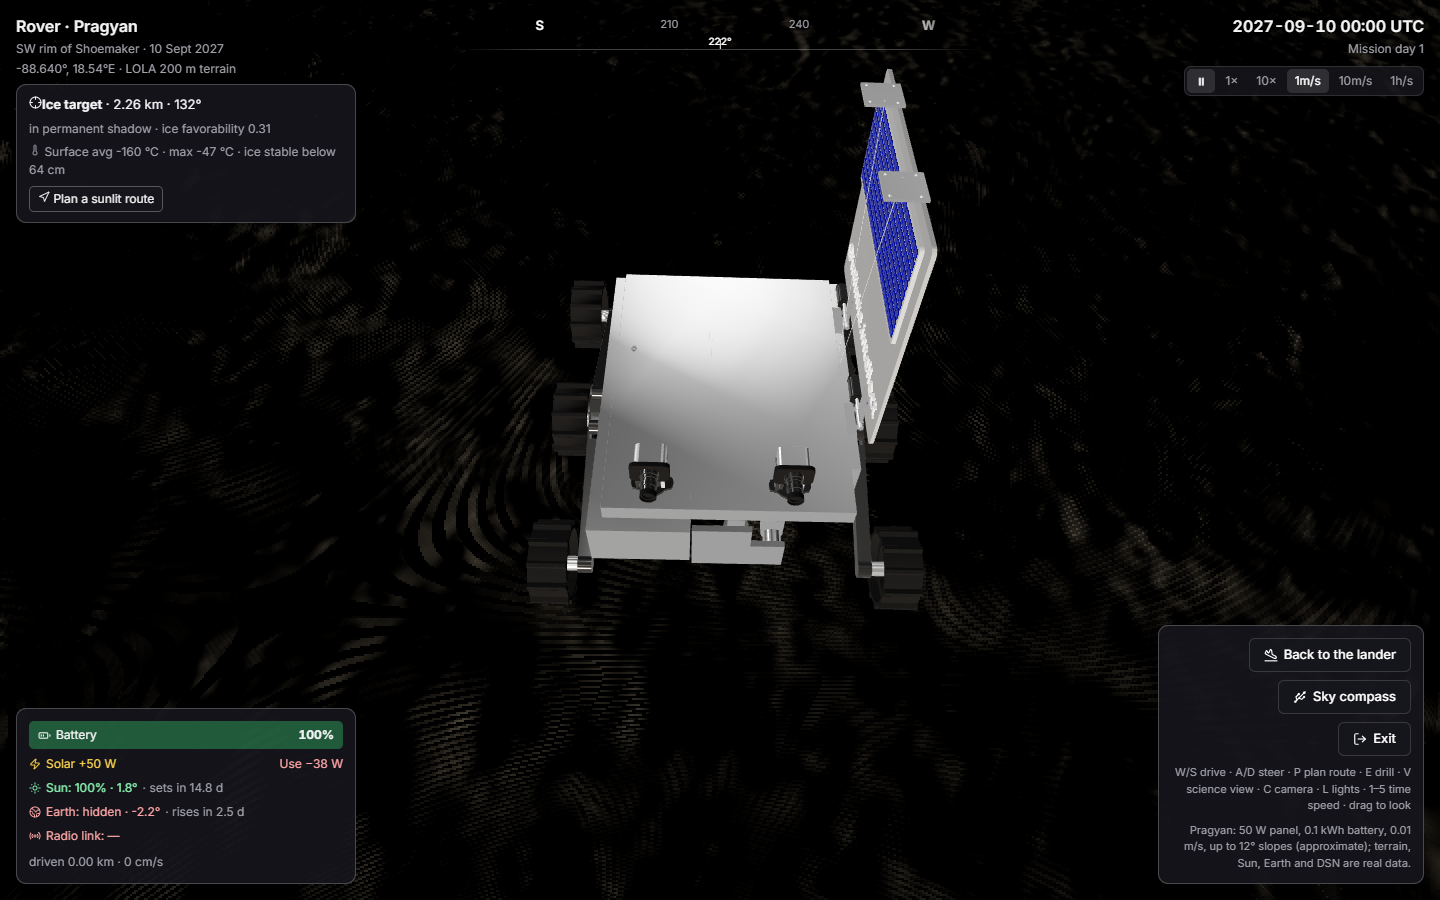 Rover · Pragyan
SW rim of Shoemaker · 10 Sept 2027
-88.640°, 18.54°E · LOLA 200 m terrain
Ice target · 2.26 km · 132°
in permanent shadow · ice favorability 0.31
Surface avg -160 °C · max -47 °C · ice stable below
64 cm
Plan a sunlit route
S 210 240 W
222°
2027-09-10 00:00 UTC
Mission day 1
1× 10× 1m/s 10m/s 1h/s
Battery 100%
Solar +50 W Use −38 W
Sun: 100% · 1.8° · sets in 14.8 d
Earth: hidden · -2.2° · rises in 2.5 d
Radio link: —
driven 0.00 km · 0 cm/s
Back to the lander
Sky compass
Exit
W/S drive · A/D steer · P plan route · E drill · V
science view · C camera · L lights · 1–5 time
speed · drag to look
Pragyan: 50 W panel, 0.1 kWh battery, 0.01
m/s, up to 12° slopes (approximate); terrain,
Sun, Earth and DSN are real data.